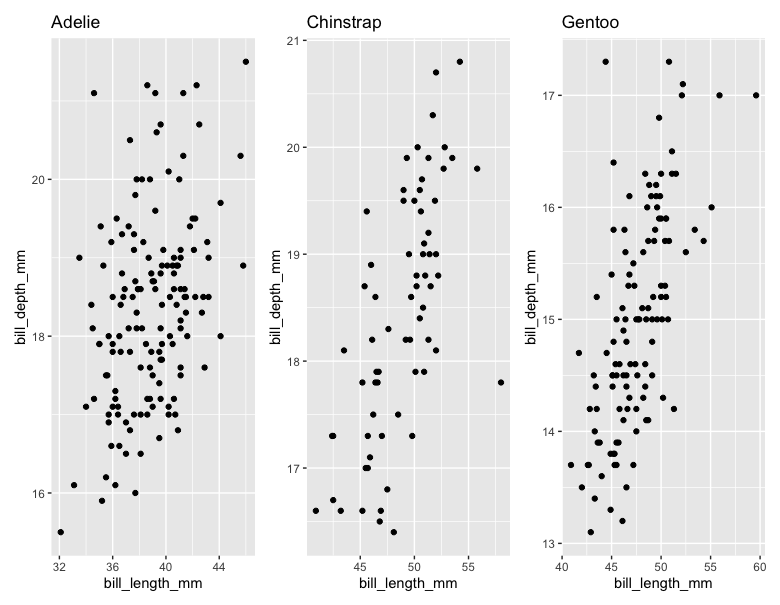 Adelie
Chinstrap
Gentoo
bill_depth_mm
20
18
16
32
36
40
44
bill_length_mm
bill_depth_mm
21
20
19
18
17
45
50
55
bill_length_mm
bill_depth_mm
17
16
15
14
13
40
45
50
55
60
bill_length_mm